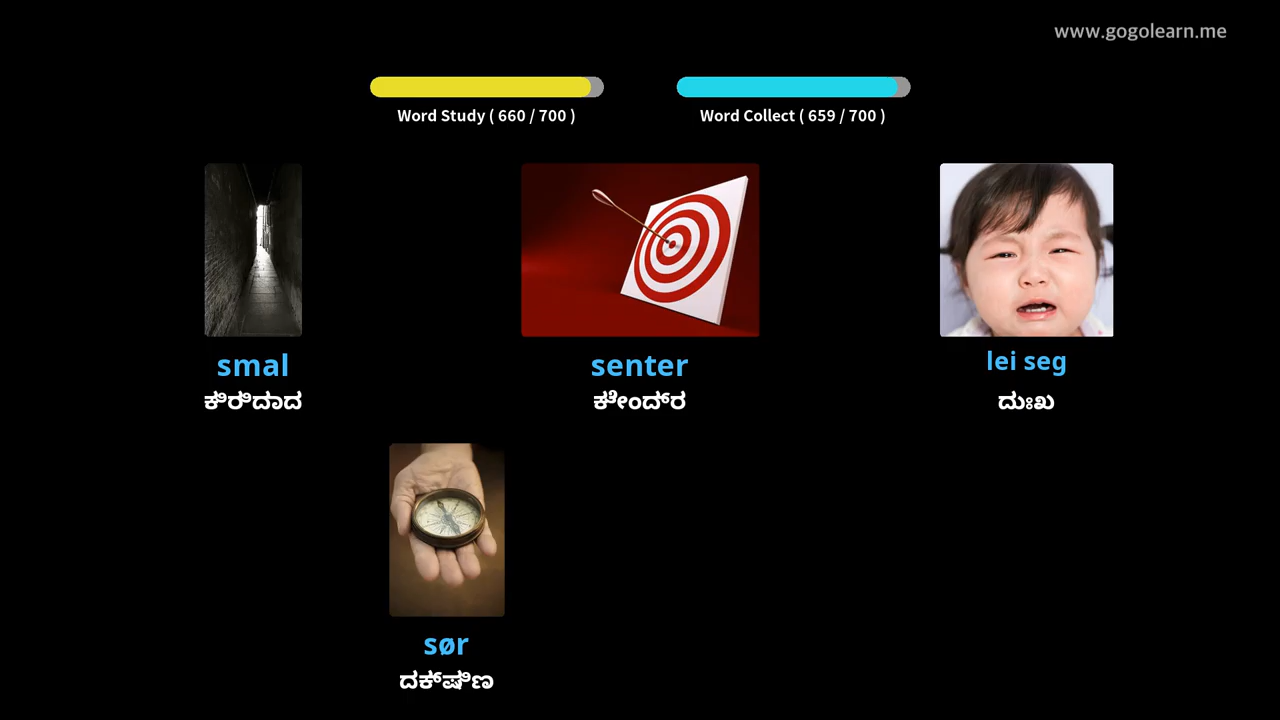 www.gogolearn.me
Word Study ( 660 / 700 )
Word Collect ( 659 / 700 )
smal
senter
lei seg
ಕಿರಿದಾದ
ಕೇಂದ್ರ
ದುಃಖ
sør
ದಕ್ಷಿಣ